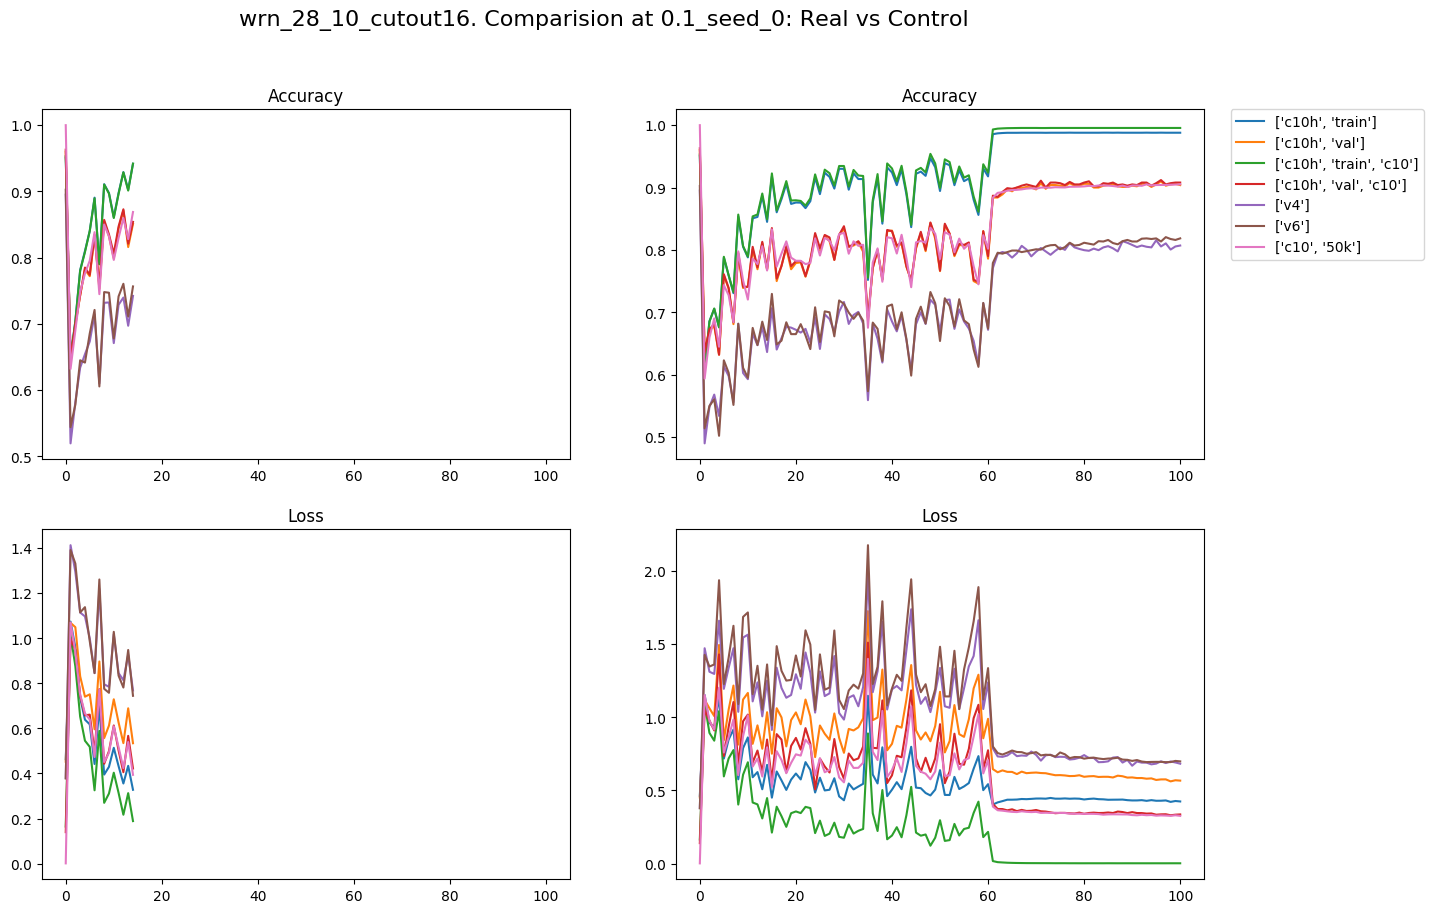 wrn_28_10_cutout16. Comparision at 0.1_seed_0: Real vs Control
Accuracy
1.0
0.9
0.8
0.7
0.6
0.5
0 20 40 60 80 100
Accuracy
1.0
0.9
0.8
0.7
0.6
0.5
0 20 40 60 80 100
['c10h', 'train']
['c10h', 'val']
['c10h', 'train', 'c10']
['c10h', 'val', 'c10']
['v4']
['v6']
['c10', '50k']
Loss
1.4
1.2
1.0
0.8
0.6
0.4
0.2
0.0
0 20 40 60 80 100
Loss
2.0
1.5
1.0
0.5
0.0
0 20 40 60 80 100